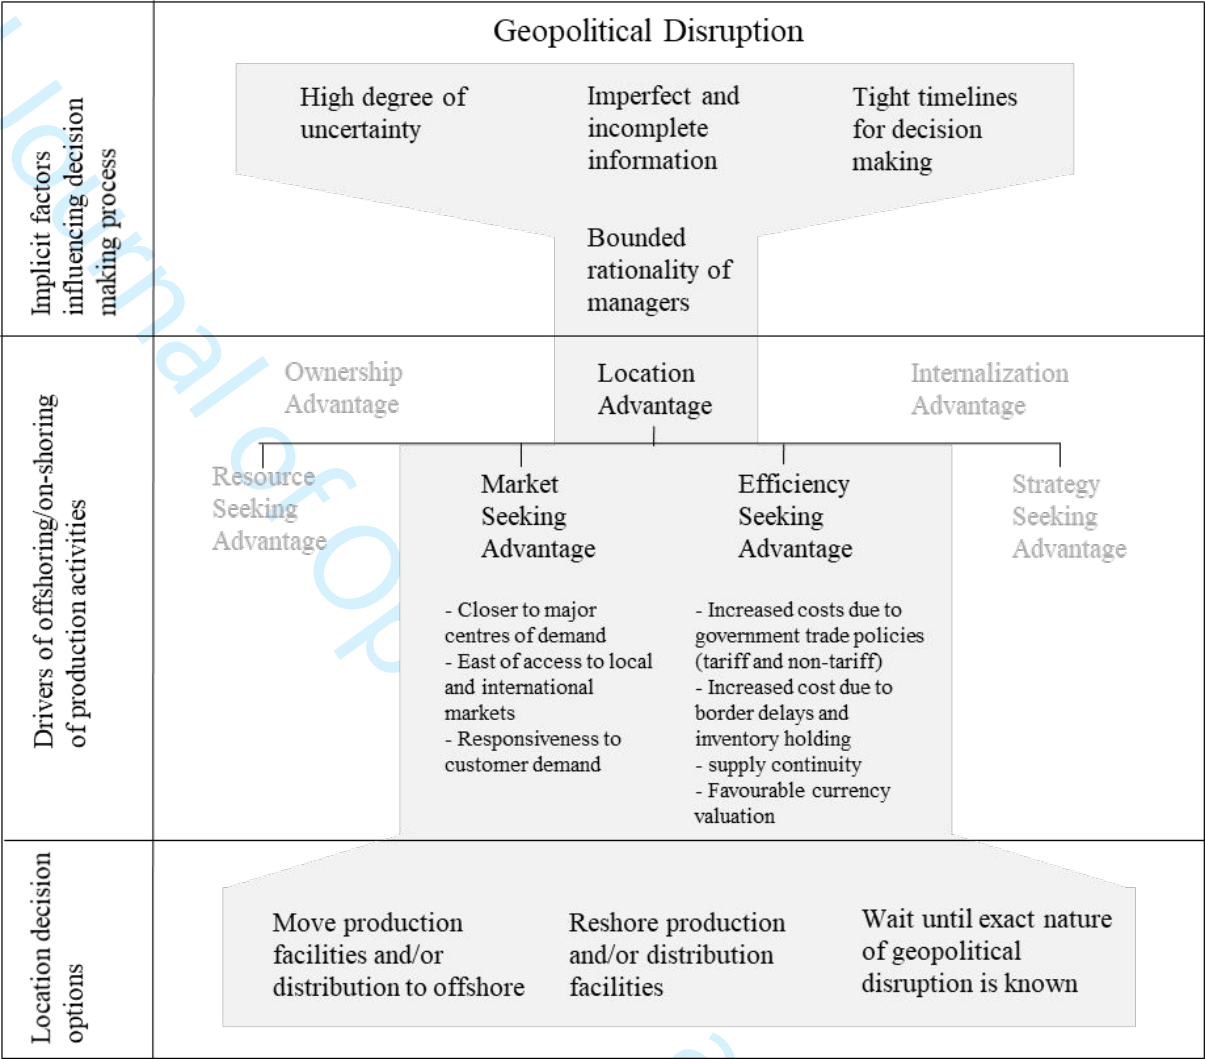 Geopolitical Disruption
Implicit factors
influencing decision
making process
High degree of
uncertainty
Imperfect and
incomplete
information
Tight timelines
for decision
making
Bounded
rationality of
managers
Drivers of offshoring/on-shoring
of production activities
Ownership
Advantage
Location
Advantage
Internalization
Advantage
Resource
Seeking
Advantage
Market
Seeking
Advantage
Efficiency
Seeking
Advantage
Strategy
Seeking
Advantage
- Closer to major
centres of demand
- East of access to local
and international
markets
- Responsiveness to
customer demand
- Increased costs due to
government trade policies
(tariff and non-tariff)
- Increased cost due to
border delays and
inventory holding
- supply continuity
- Favourable currency
valuation
Location decision
options
Move production
facilities and/or
distribution to offshore
Reshore production
and/or distribution
facilities
Wait until exact nature
of geopolitical
disruption is known
Journal of Op